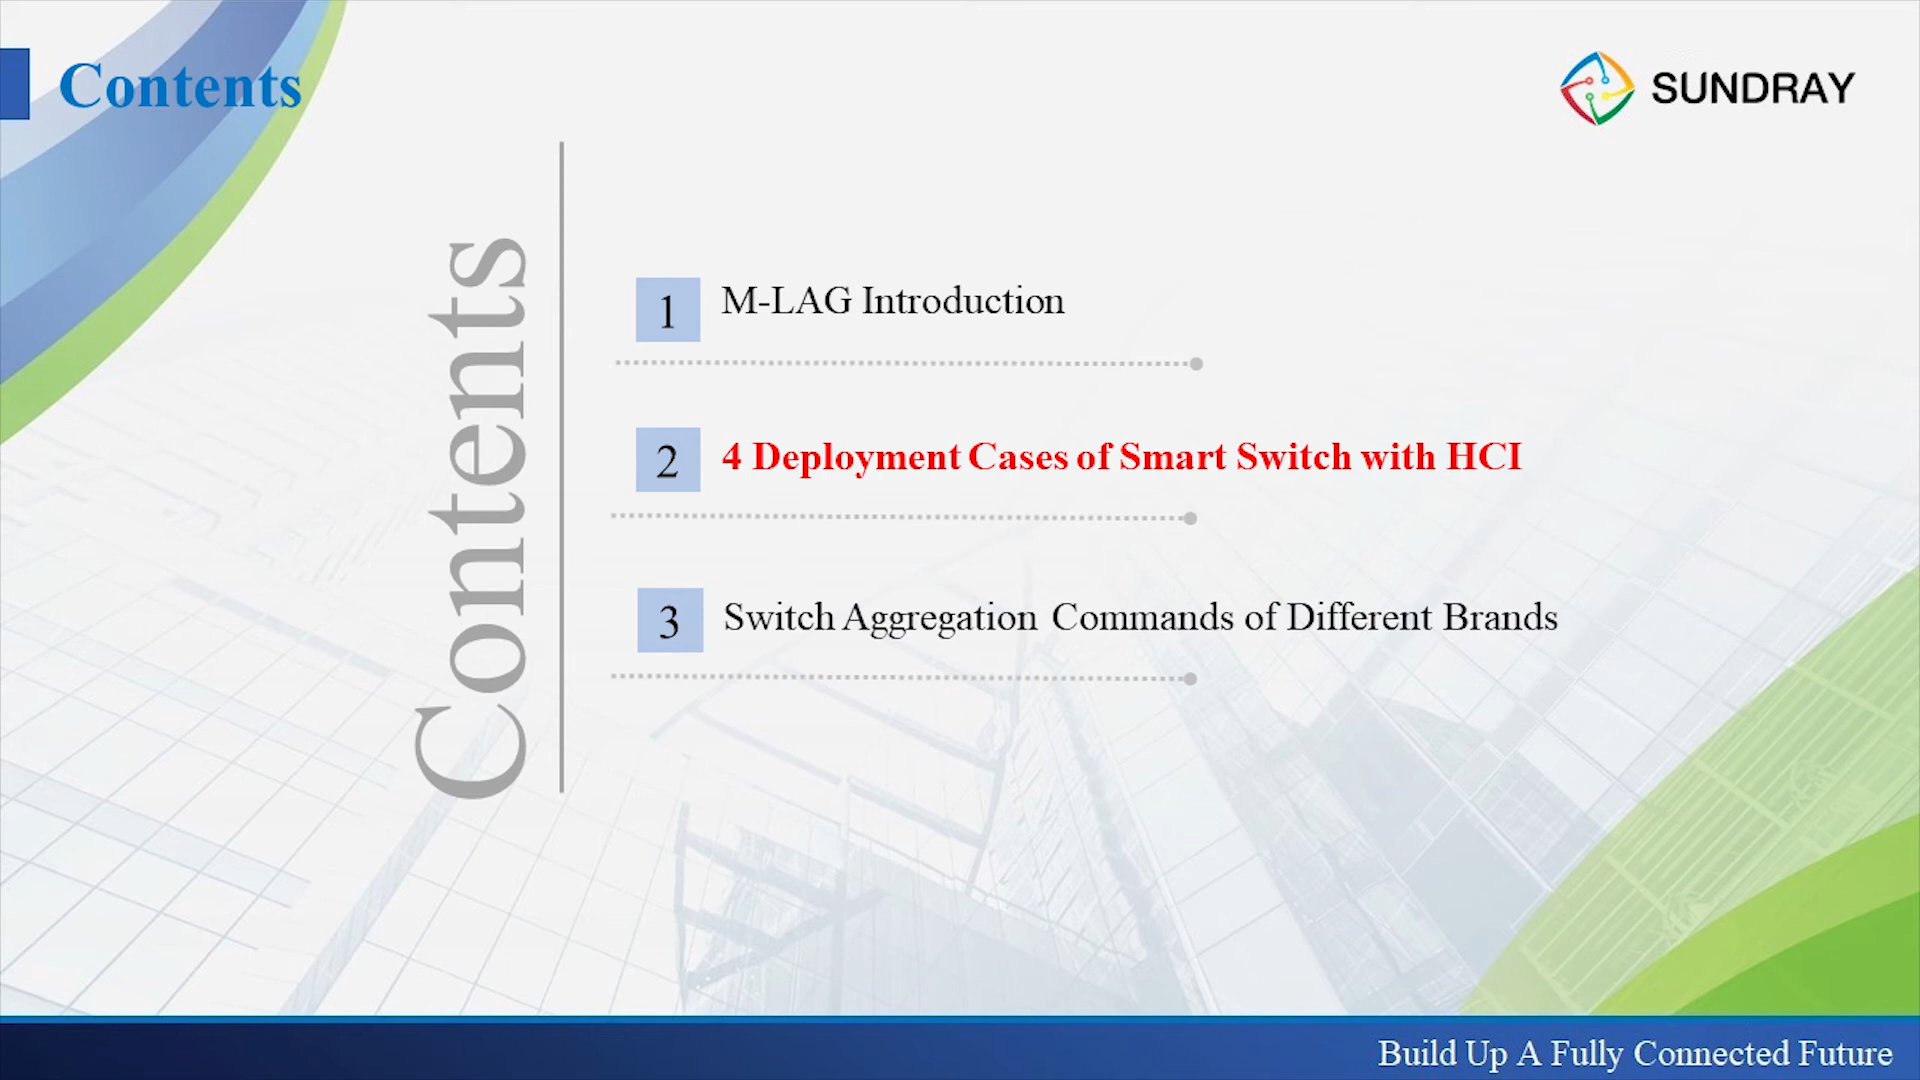 Contents
SUNDRAY
Contents
1 M-LAG Introduction
2 4 Deployment Cases of Smart Switch with HCI
3 Switch Aggregation Commands of Different Brands
Build Up A Fully Connected Future